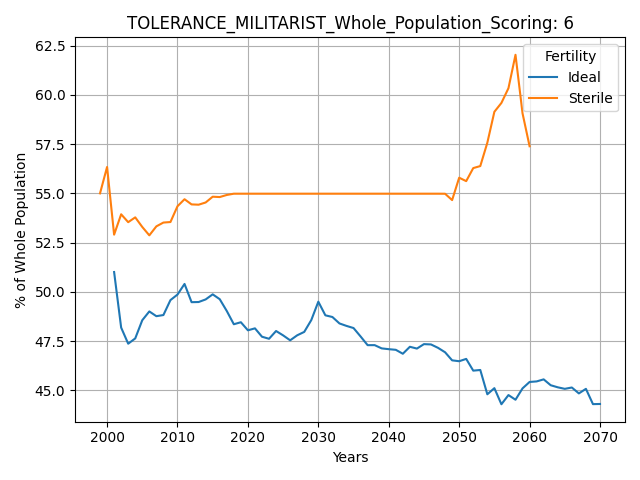 TOLERANCE_MILITARIST_Whole_Population_Scoring: 6
Fertility
Ideal
Sterile
% of Whole Population
62.5
60.0
57.5
55.0
52.5
50.0
47.5
45.0
2000 2010 2020 2030 2040 2050 2060 2070
Years